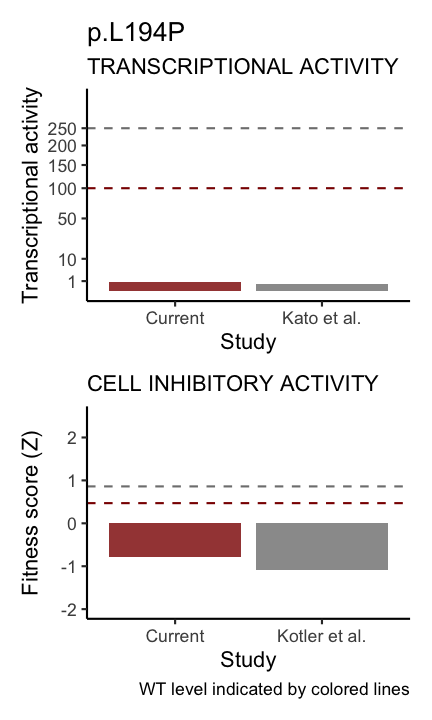 p.L194P
TRANSCRIPTIONAL ACTIVITY
Transcriptional activity
250
200
150
100
50
10
1
Current
Kato et al.
Study
CELL INHIBITORY ACTIVITY
Fitness score (Z)
2
1
0
-1
-2
Current
Kotler et al.
Study
WT level indicated by colored lines